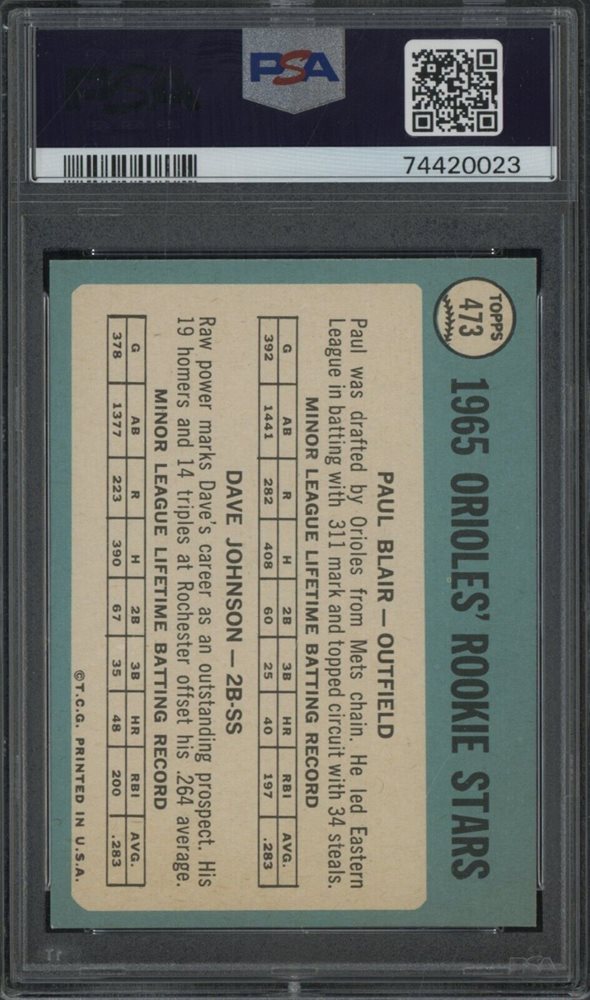 PSA
74420023
TOPPS
473
1965 ORIOLES' ROOKIE STARS
PAUL BLAIR — OUTFIELD
Paul was drafted by Orioles from Mets chain. He led Eastern
League in batting with .311 mark and topped circuit with 34 steals.
MINOR LEAGUE LIFETIME BATTING RECORD
G AB R H 2B 3B HR RBI AVG.
392 1441 282 408 60 25 40 197 .283
DAVE JOHNSON — 2B-SS
Raw power marks Dave's career as an outstanding prospect. His
19 homers and 14 triples at Rochester offset his .264 average.
MINOR LEAGUE LIFETIME BATTING RECORD
G AB R H 2B 3B HR RBI AVG.
378 1377 223 390 67 35 48 200 .283
©T.C.G. PRINTED IN U.S.A.
PSA